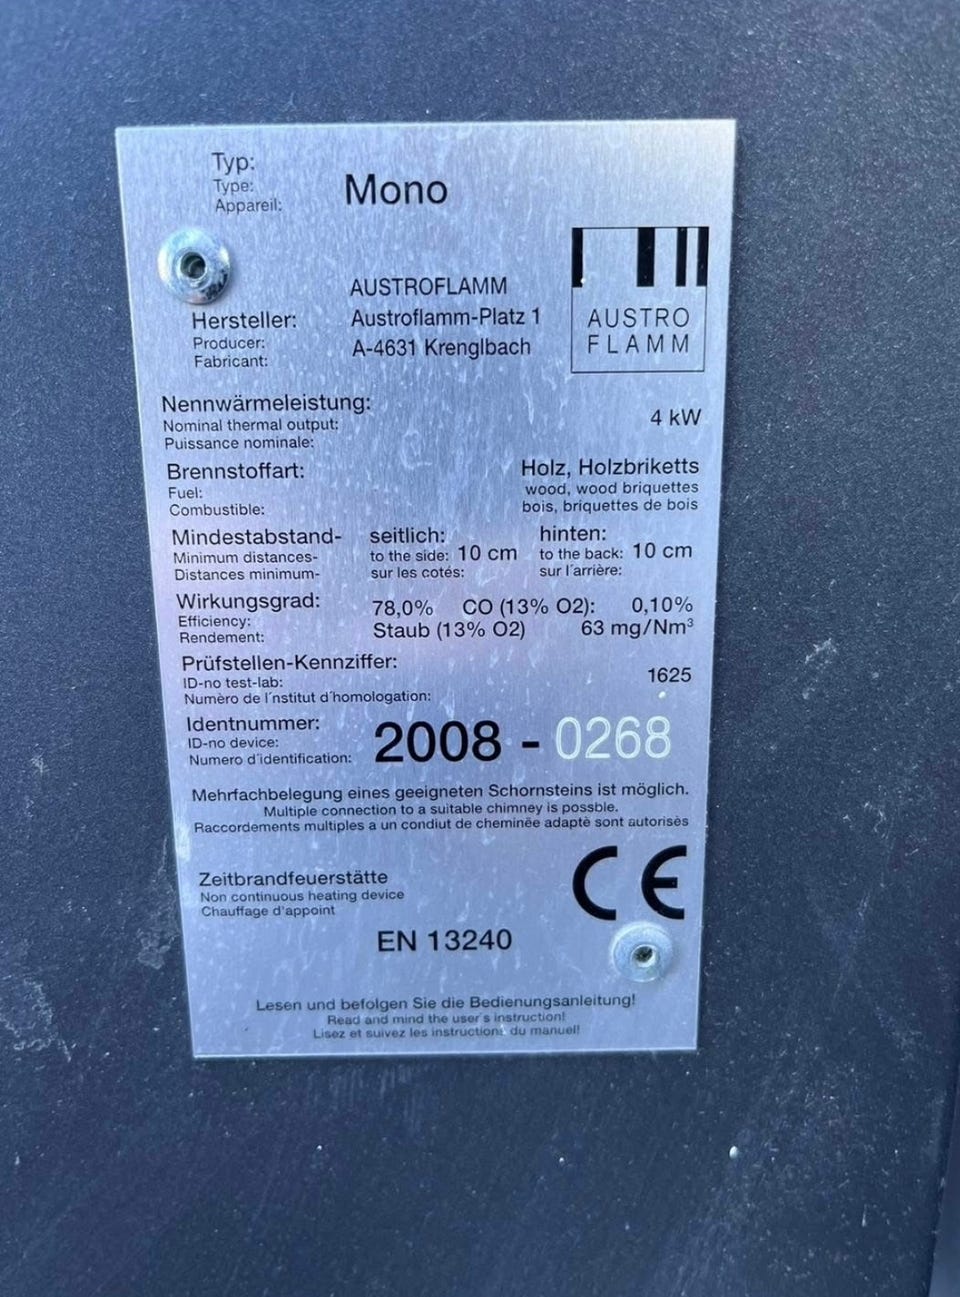 Typ:
Type:
Appareil:
Mono
AUSTROFLAMM
Hersteller: Austroflamm-Platz 1
Producer:
Fabricant:
A-4631 Krenglbach
AUSTRO
FLAMM
Nennwärmeleistung:
Nominal thermal output: 4 kW
Puissance nominale:
Brennstoffart: Holz, Holzbriketts
Fuel: wood, wood briquettes
Combustible: bois, briquettes de bois
Mindestabstand- seitlich: hinten:
Minimum distances- to the side: 10 cm to the back: 10 cm
Distances minimum- sur les cotés: sur l´arrière:
Wirkungsgrad: 78,0% CO (13% O2): 0,10%
Efficiency:
Rendement: Staub (13% O2) 63 mg/Nm³
Prüfstellen-Kennziffer:
ID-no test-lab: 1625
Numèro de l´nstitut d´homologation:
Identnummer:
ID-no device: 2008 - 0268
Numero d´identification:
Mehrfachbelegung eines geeigneten Schornsteins ist möglich.
Multiple connection to a suitable chimney is possble.
Raccordements multiples a un condiut de cheminëe adaptè sont autorisès
Zeitbrandfeuerstätte
Non continuous heating device
Chauffage d'appoint
CE
EN 13240
Lesen und befolgen Sie die Bedienungsanleitung!
Read and mind the user´s instruction!
Lisez et suivez les instructions du manuel!